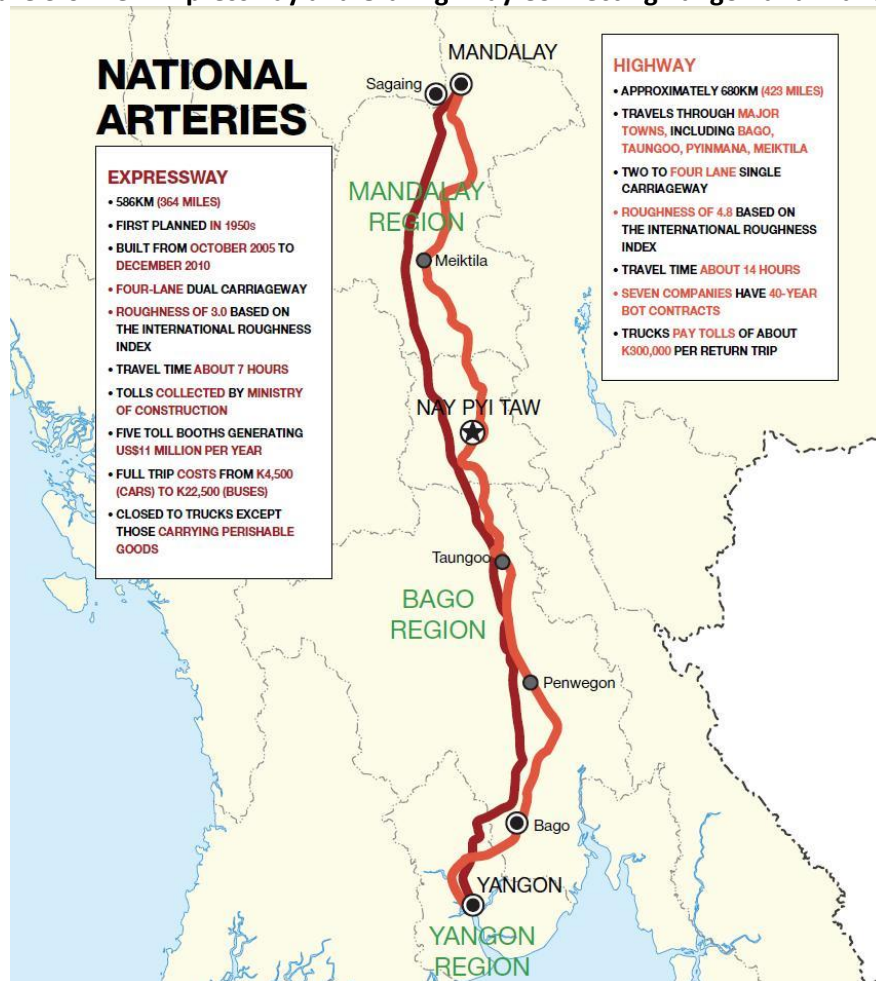 NATIONAL
ARTERIES
EXPRESSWAY
• 586KM (364 MILES)
• FIRST PLANNED IN 1950s
• BUILT FROM OCTOBER 2005 TO
DECEMBER 2010
• FOUR-LANE DUAL CARRIAGEWAY
• ROUGHNESS OF 3.0 BASED ON
THE INTERNATIONAL ROUGHNESS
INDEX
• TRAVEL TIME ABOUT 7 HOURS
• TOLLS COLLECTED BY MINISTRY
OF CONSTRUCTION
• FIVE TOLL BOOTHS GENERATING
US$11 MILLION PER YEAR
• FULL TRIP COSTS FROM K4,500
(CARS) TO K22,500 (BUSES)
• CLOSED TO TRUCKS EXCEPT
THOSE CARRYING PERISHABLE
GOODS
HIGHWAY
• APPROXIMATELY 680KM (423 MILES)
• TRAVELS THROUGH MAJOR
TOWNS, INCLUDING BAGO,
TAUNGOO, PYINMANA, MEIKTILA
• TWO TO FOUR LANE SINGLE
CARRIAGEWAY
• ROUGHNESS OF 4.8 BASED ON
THE INTERNATIONAL ROUGHNESS
INDEX
• TRAVEL TIME ABOUT 14 HOURS
• SEVEN COMPANIES HAVE 40-YEAR
BOT CONTRACTS
• TRUCKS PAY TOLLS OF ABOUT
K300,000 PER RETURN TRIP
MANDALAY
Sagaing
MANDALAY
REGION
Meiktila
NAY PYI TAW
Taungoo
BAGO
REGION
Penwegon
Bago
YANGON
YANGON
REGION